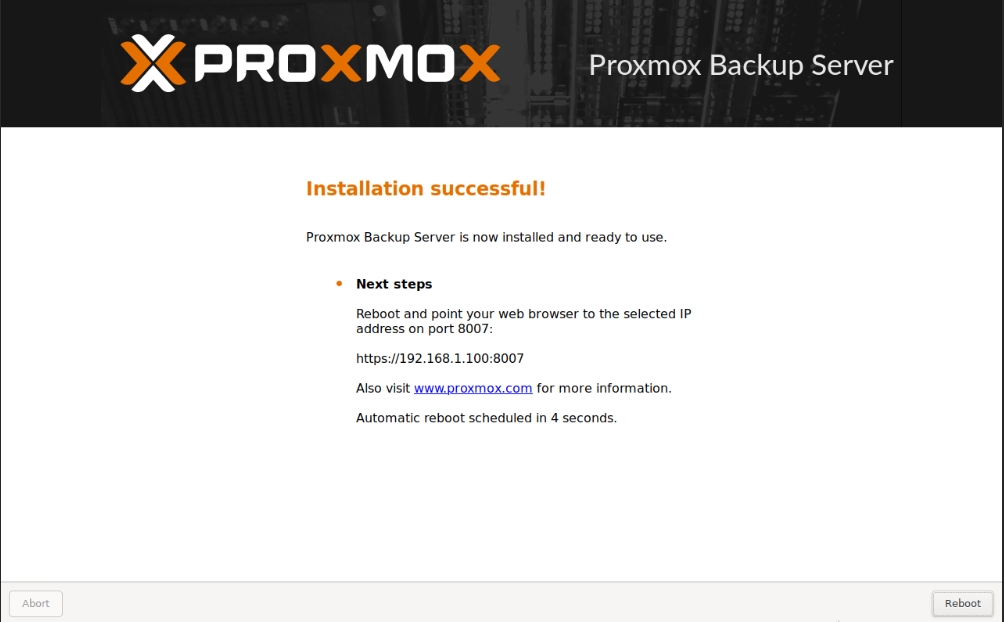 PROXMOX
Proxmox Backup Server
Installation successful!
Proxmox Backup Server is now installed and ready to use.
Next steps
Reboot and point your web browser to the selected IP
address on port 8007:
https://192.168.1.100:8007
Also visit www.proxmox.com for more information.
Automatic reboot scheduled in 4 seconds.
Abort
Reboot